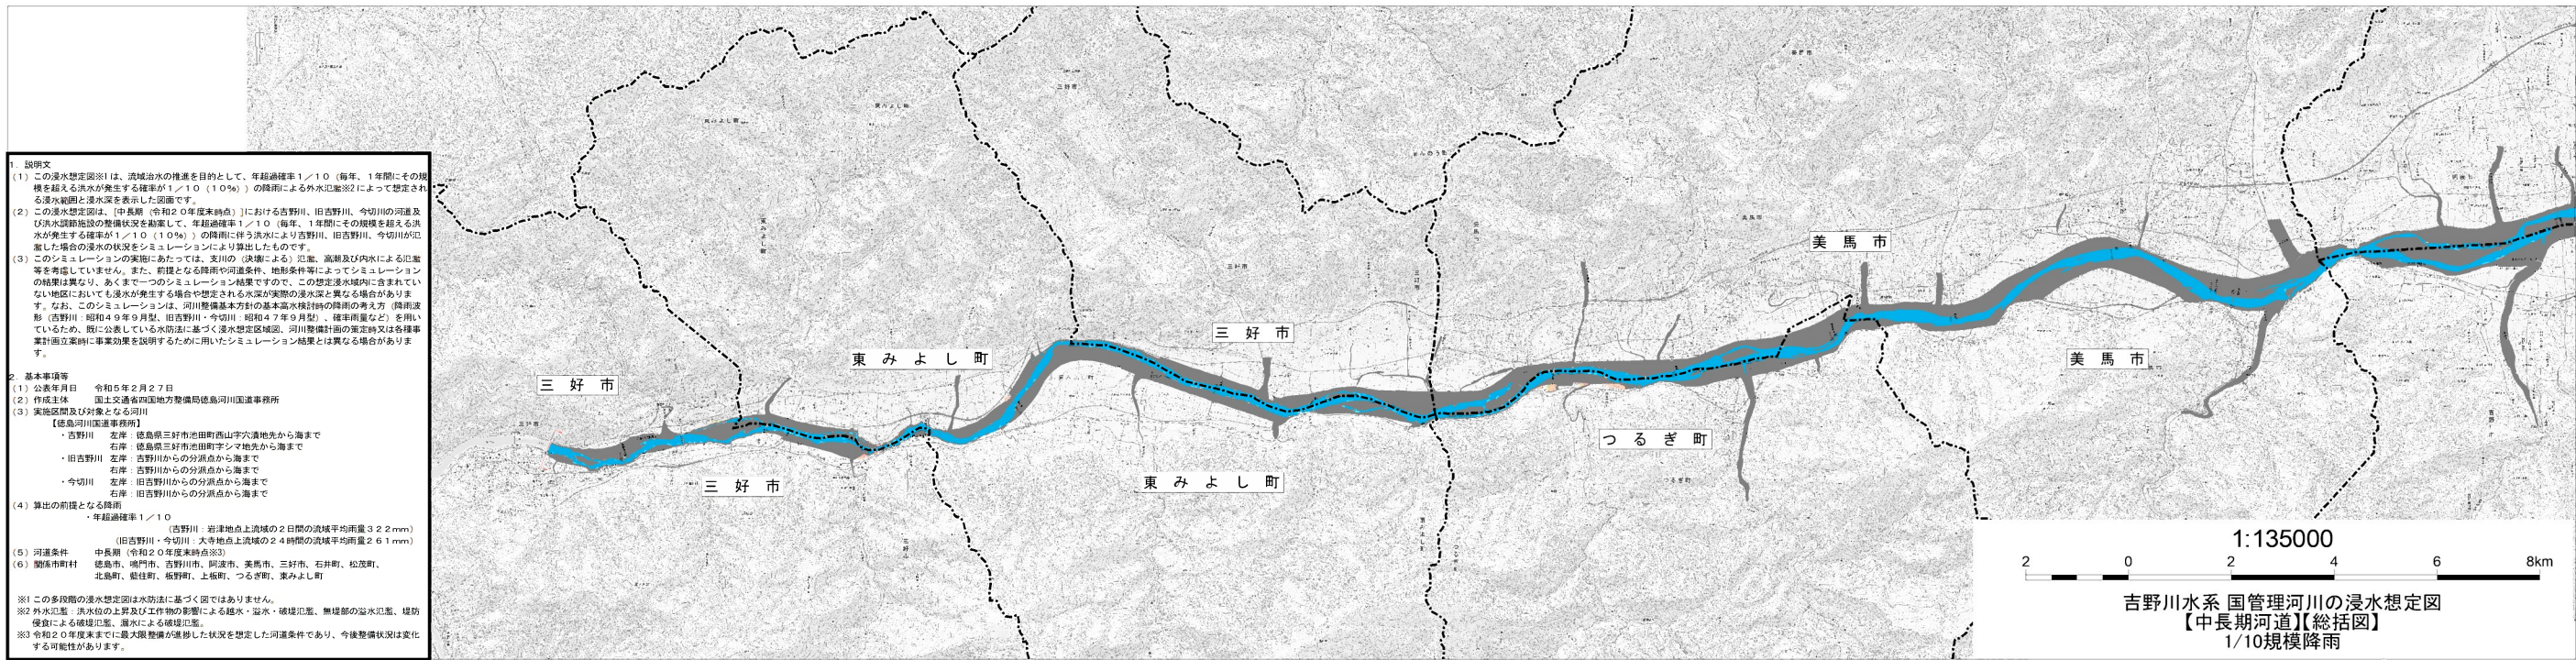 1. 説明文
(1) この浸水想定図※1は、流域治水の推進を目的として、年超過確率1/10（毎年、1年間にその規
模を超える洪水が発生する確率が1/10（10%））の降雨による外水氾濫※2によって想定され
る浸水範囲と浸水深を表示した図面です。
(2) この浸水想定図は、[中長期（令和20年度末時点）]における吉野川、旧吉野川、今切川の河道及
び洪水調節施設の整備状況を勘案して、年超過確率1/10（毎年、1年間にその規模を超える洪
水が発生する確率が1/10（10%））の降雨に伴う洪水により吉野川、旧吉野川、今切川が氾
濫した場合の浸水の状況をシミュレーションにより算出したものです。
(3) このシミュレーションの実施にあたっては、支川の（決壊による）氾濫、高潮及び内水による氾濫
等を考慮していません。また、前提となる降雨や河道条件、地形条件等によってシミュレーション
の結果は異なり、あくまで一つのシミュレーション結果ですので、この想定浸水域内に含まれてい
ない地区においても浸水が発生する場合や想定される水深が実際の浸水深と異なる場合がありま
す。なお、このシミュレーションは、河川整備基本方針の基本高水検討時の降雨の考え方（降雨波
形（吉野川：昭和49年9月型、旧吉野川・今切川：昭和47年9月型）、確率雨量など）を用い
ているため、既に公表している水防法に基づく浸水想定区域図、河川整備計画の策定時又は各種事
業計画立案時に事業効果を説明するために用いたシミュレーション結果とは異なる場合がありま
す。
2. 基本事項等
(1) 公表年月日 令和5年2月27日
(2) 作成主体 国土交通省四国地方整備局徳島河川国道事務所
(3) 実施区間及び対象となる河川
【徳島河川国道事務所】
・吉野川 左岸：徳島県三好市池田町西山字穴瀆地先から海まで
右岸：徳島県三好市池田町字シマ地先から海まで
・旧吉野川 左岸：吉野川からの分派点から海まで
右岸：吉野川からの分派点から海まで
・今切川 左岸：旧吉野川からの分派点から海まで
右岸：旧吉野川からの分派点から海まで
(4) 算出の前提となる降雨
・年超過確率1/10
（吉野川：岩津地点上流域の2日間の流域平均雨量322mm）
（旧吉野川・今切川：大寺地点上流域の24時間の流域平均雨量261mm）
(5) 河道条件 中長期（令和20年度末時点※3）
(6) 関係市町村 徳島市、鳴門市、吉野川市、阿波市、美馬市、三好市、石井町、松茂町、
北島町、藍住町、板野町、上板町、つるぎ町、東みよし町
※1 この多段階の浸水想定図は水防法に基づく図ではありません。
※2 外水氾濫：洪水位の上昇及び工作物の影響による越水・溢水・破堤氾濫、無堤部の溢水氾濫、堤防
侵食による破堤氾濫、漏水による破堤氾濫。
※3 令和20年度末までに最大限整備が進捗した状況を想定した河道条件であり、今後整備状況は変化
する可能性があります。
三好市
三好市
東みよし町
東みよし町
三好市
つるぎ町
美馬市
美馬市
1:135000
2 0 2 4 6 8km
吉野川水系 国管理河川の浸水想定図
【中長期河道】【総括図】
1/10規模降雨